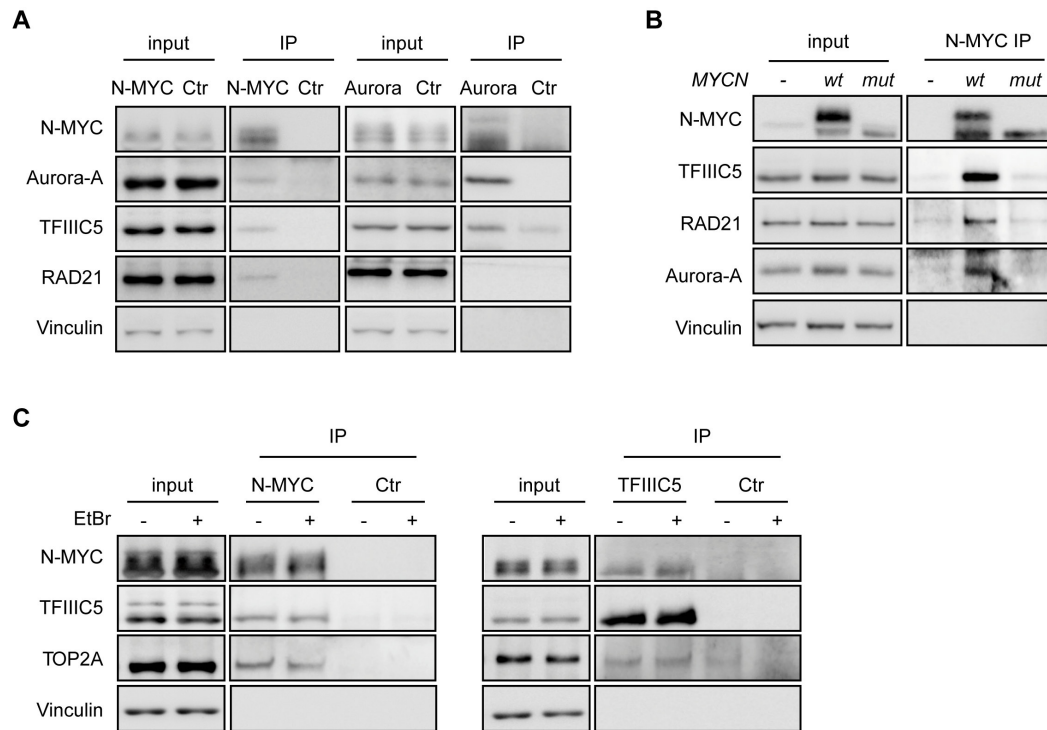 A
input IP input IP
N-MYC Ctr N-MYC Ctr Aurora Ctr Aurora Ctr
N-MYC
Aurora-A
TFIIIC5
RAD21
Vinculin
B
input N-MYC IP
MYCN - wt mut - wt mut
N-MYC
TFIIIC5
RAD21
Aurora-A
Vinculin
C
IP IP
input N-MYC Ctr input TFIIIC5 Ctr
EtBr - + - + - + - + - + - +
N-MYC
TFIIIC5
TOP2A
Vinculin